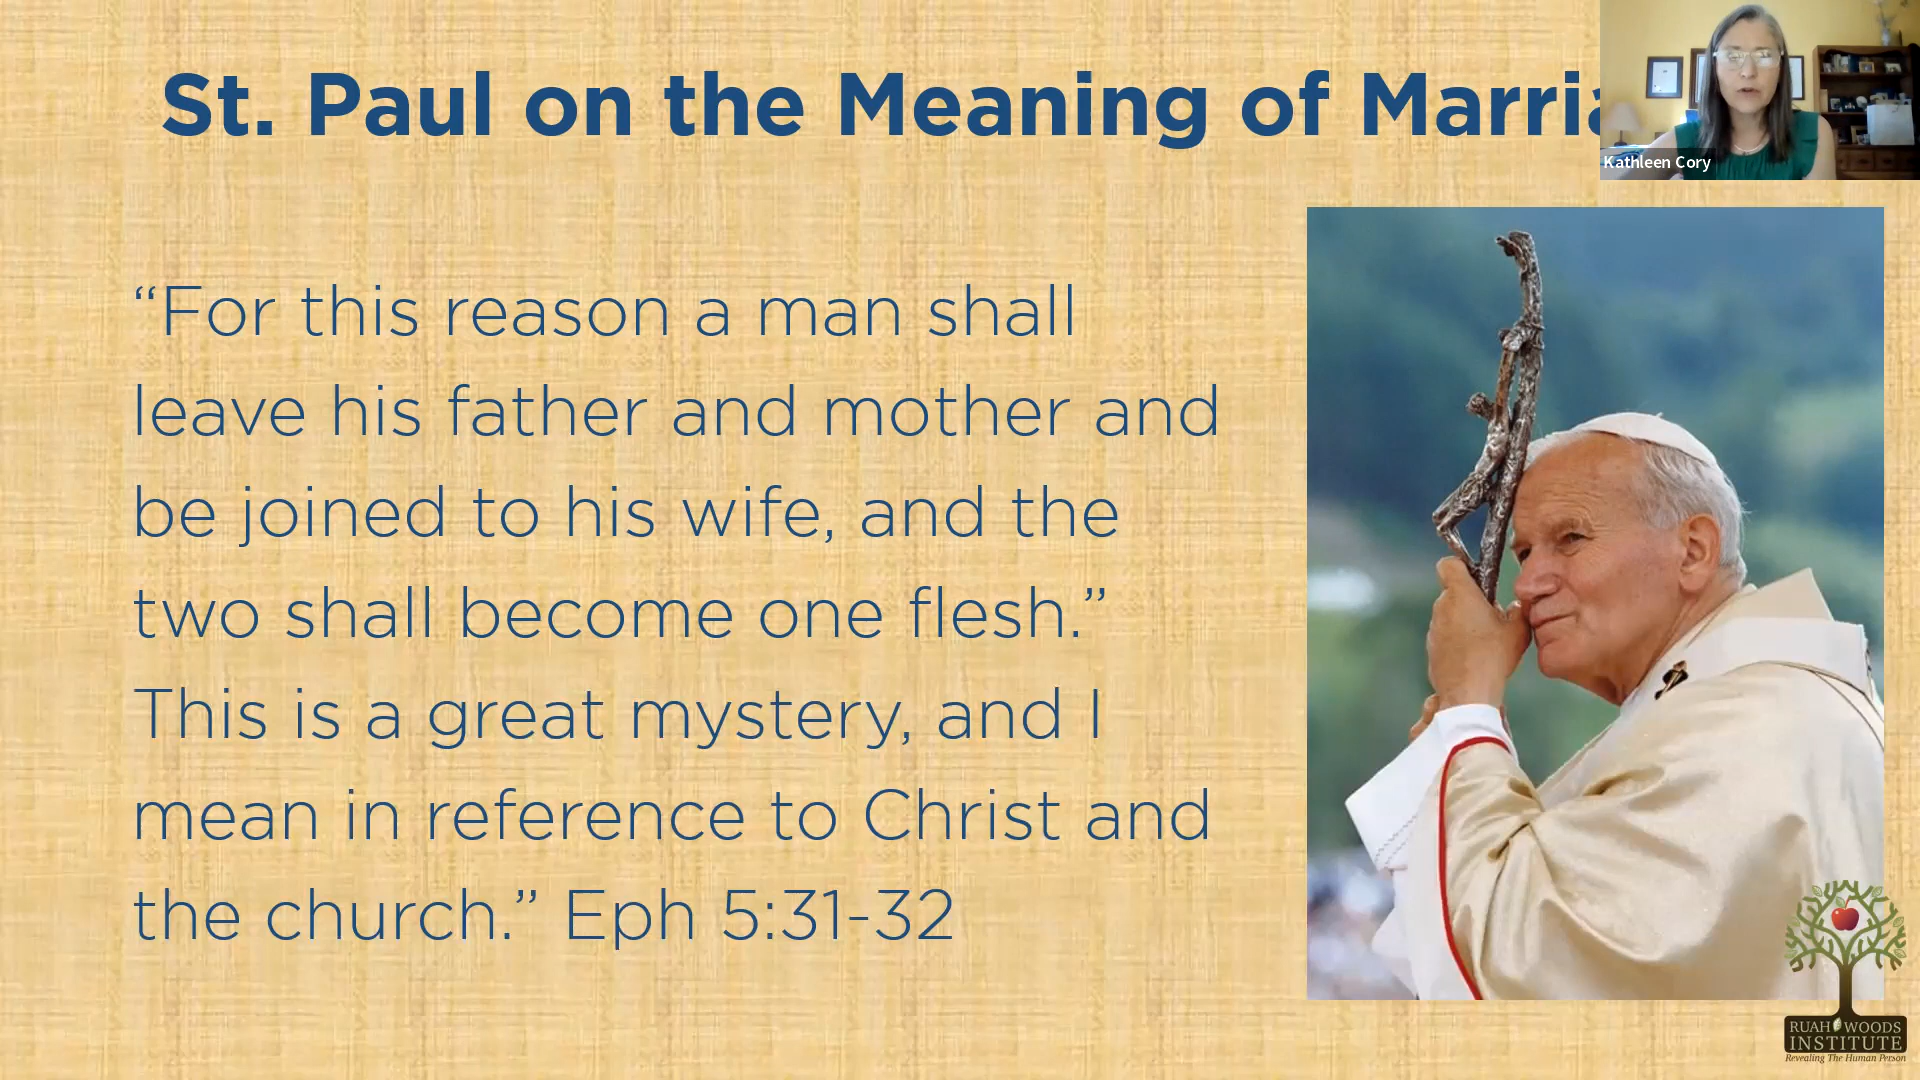 St. Paul on the Meaning of Marria
Kathleen Cory
“For this reason a man shall
leave his father and mother and
be joined to his wife, and the
two shall become one flesh.”
This is a great mystery, and I
mean in reference to Christ and
the church.” Eph 5:31-32
RUAH WOODS
INSTITUTE
Revealing The Human Person